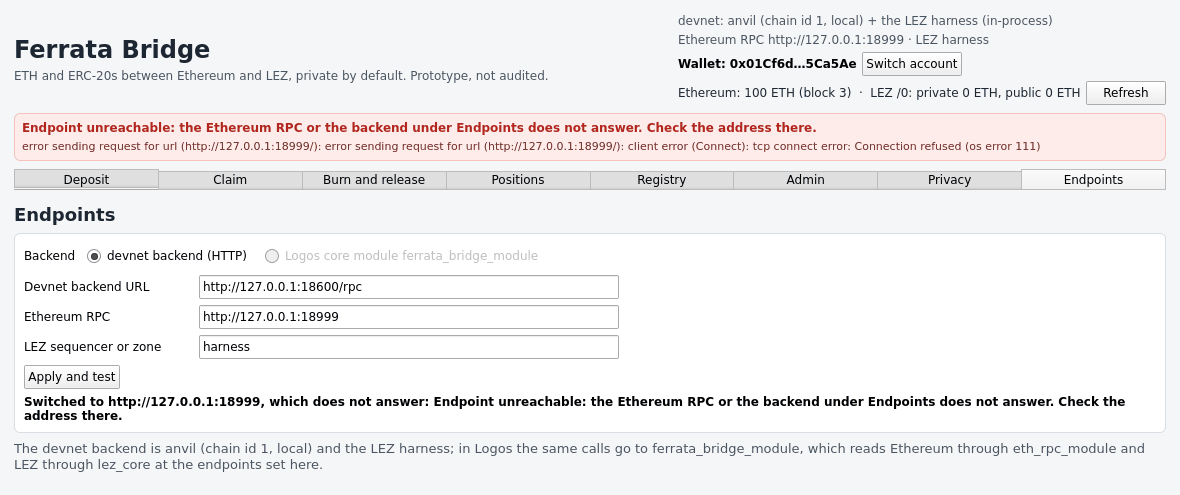 Ferrata Bridge
ETH and ERC-20s between Ethereum and LEZ, private by default. Prototype, not audited.
devnet: anvil (chain id 1, local) + the LEZ harness (in-process)
Ethereum RPC http://127.0.0.1:18999 · LEZ harness
Wallet: 0x01Cf6d…5Ca5Ae Switch account
Ethereum: 100 ETH (block 3) · LEZ /0: private 0 ETH, public 0 ETH Refresh
Endpoint unreachable: the Ethereum RPC or the backend under Endpoints does not answer. Check the address there.
error sending request for url (http://127.0.0.1:18999/): error sending request for url (http://127.0.0.1:18999/): client error (Connect): tcp connect error: Connection refused (os error 111)
Deposit Claim Burn and release Positions Registry Admin Privacy Endpoints
Endpoints
Backend devnet backend (HTTP) Logos core module ferrata_bridge_module
Devnet backend URL http://127.0.0.1:18600/rpc
Ethereum RPC http://127.0.0.1:18999
LEZ sequencer or zone harness
Apply and test
Switched to http://127.0.0.1:18999, which does not answer: Endpoint unreachable: the Ethereum RPC or the backend under Endpoints does not answer. Check the
address there.
The devnet backend is anvil (chain id 1, local) and the LEZ harness; in Logos the same calls go to ferrata_bridge_module, which reads Ethereum through eth_rpc_module and
LEZ through lez_core at the endpoints set here.